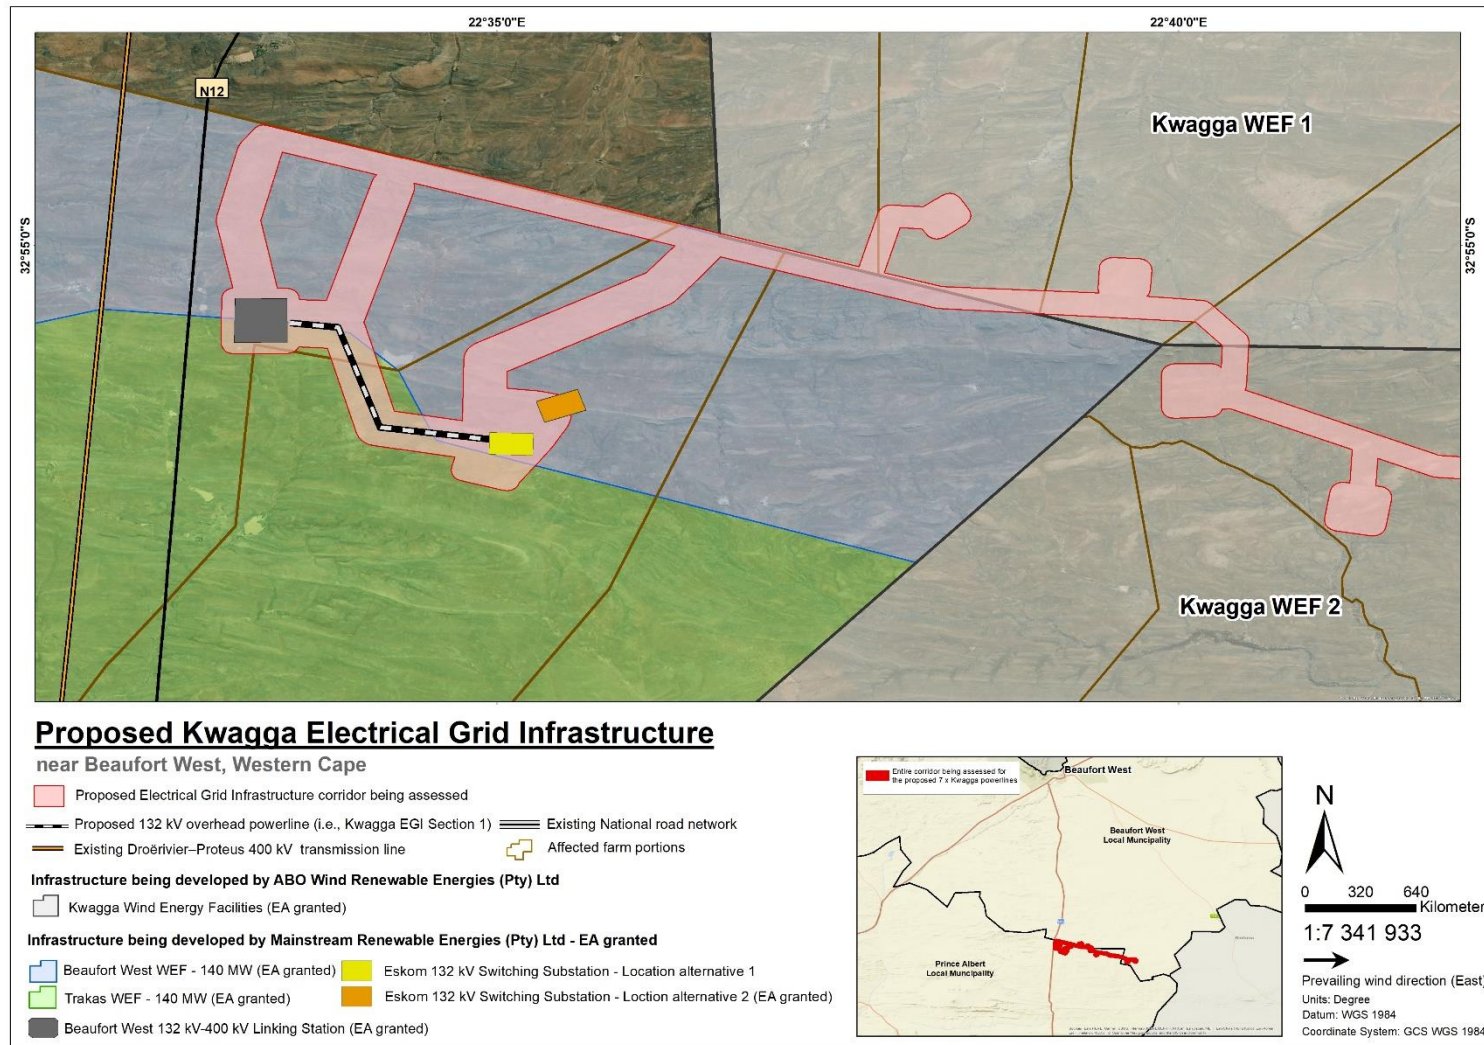 22°35'0"E
22°40'0"E
N12
Kwagga WEF 1
32°55'0"S
32°55'0"S
Kwagga WEF 2
Proposed Kwagga Electrical Grid Infrastructure
near Beaufort West, Western Cape
Proposed Electrical Grid Infrastructure corridor being assessed
Proposed 132 kV overhead powerline (i.e., Kwagga EGI Section 1)
Existing National road network
Existing Droërivier–Proteus 400 kV transmission line
Affected farm portions
Infrastructure being developed by ABO Wind Renewable Energies (Pty) Ltd
Kwagga Wind Energy Facilities (EA granted)
Infrastructure being developed by Mainstream Renewable Energies (Pty) Ltd - EA granted
Beaufort West WEF - 140 MW (EA granted)
Eskom 132 kV Switching Substation - Location alternative 1
Trakas WEF - 140 MW (EA granted)
Eskom 132 kV Switching Substation - Loction alternative 2 (EA granted)
Beaufort West 132 kV-400 kV Linking Station (EA granted)
Entire corridor being assessed for
the proposed 7 x Kwagga powerlines
Beaufort West
Beaufort West
Local Muncipality
Prince Albert
Local Muncipality
N
0 320 640
Kilometer
1:7 341 933
Prevailing wind direction (East)
Units: Degree
Datum: WGS 1984
Coordinate System: GCS WGS 1984